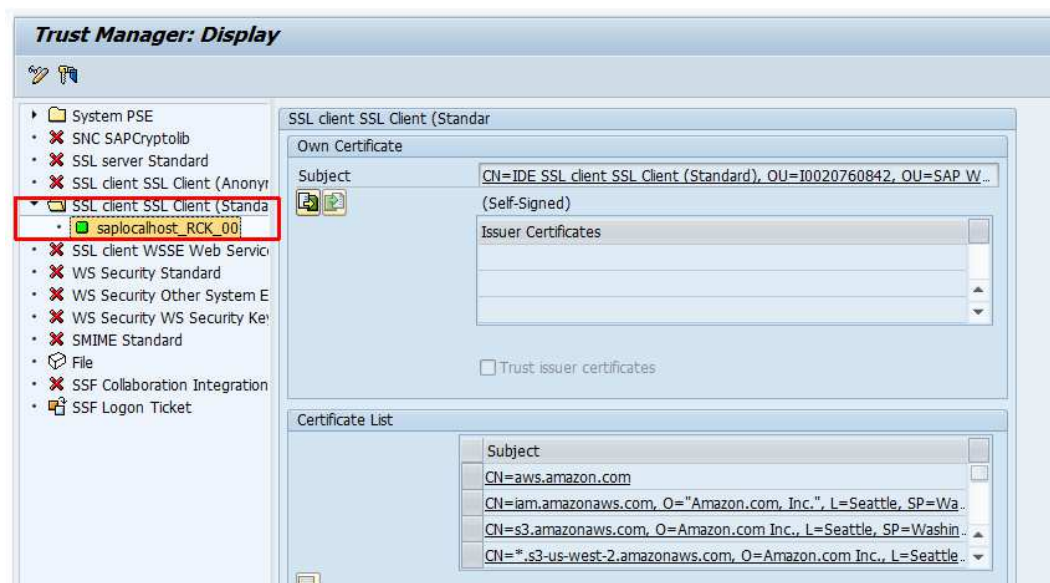 Trust Manager: Display
System PSE
SNC SAPCryptolib
SSL server Standard
SSL client SSL Client (Anonyr
SSL client SSL Client (Standa
saplocalhost_RCK_00
SSL client WSSE Web Servic
WS Security Standard
WS Security Other System E
WS Security WS Security Key
SMIME Standard
File
SSF Collaboration Integration
SSF Logon Ticket
SSL client SSL Client (Standar
Own Certificate
Subject
CN=IDE SSL client SSL Client (Standard), OU=I0020760842, OU=SAP W...
(Self-Signed)
Issuer Certificates
Trust issuer certificates
Certificate List
Subject
CN=aws.amazon.com
CN=iam.amazonaws.com, O="Amazon.com, Inc.", L=Seattle, SP=Wa...
CN=s3.amazonaws.com, O=Amazon.com Inc., L=Seattle, SP=Washin...
CN=*.s3-us-west-2.amazonaws.com, O=Amazon.com Inc., L=Seattle...